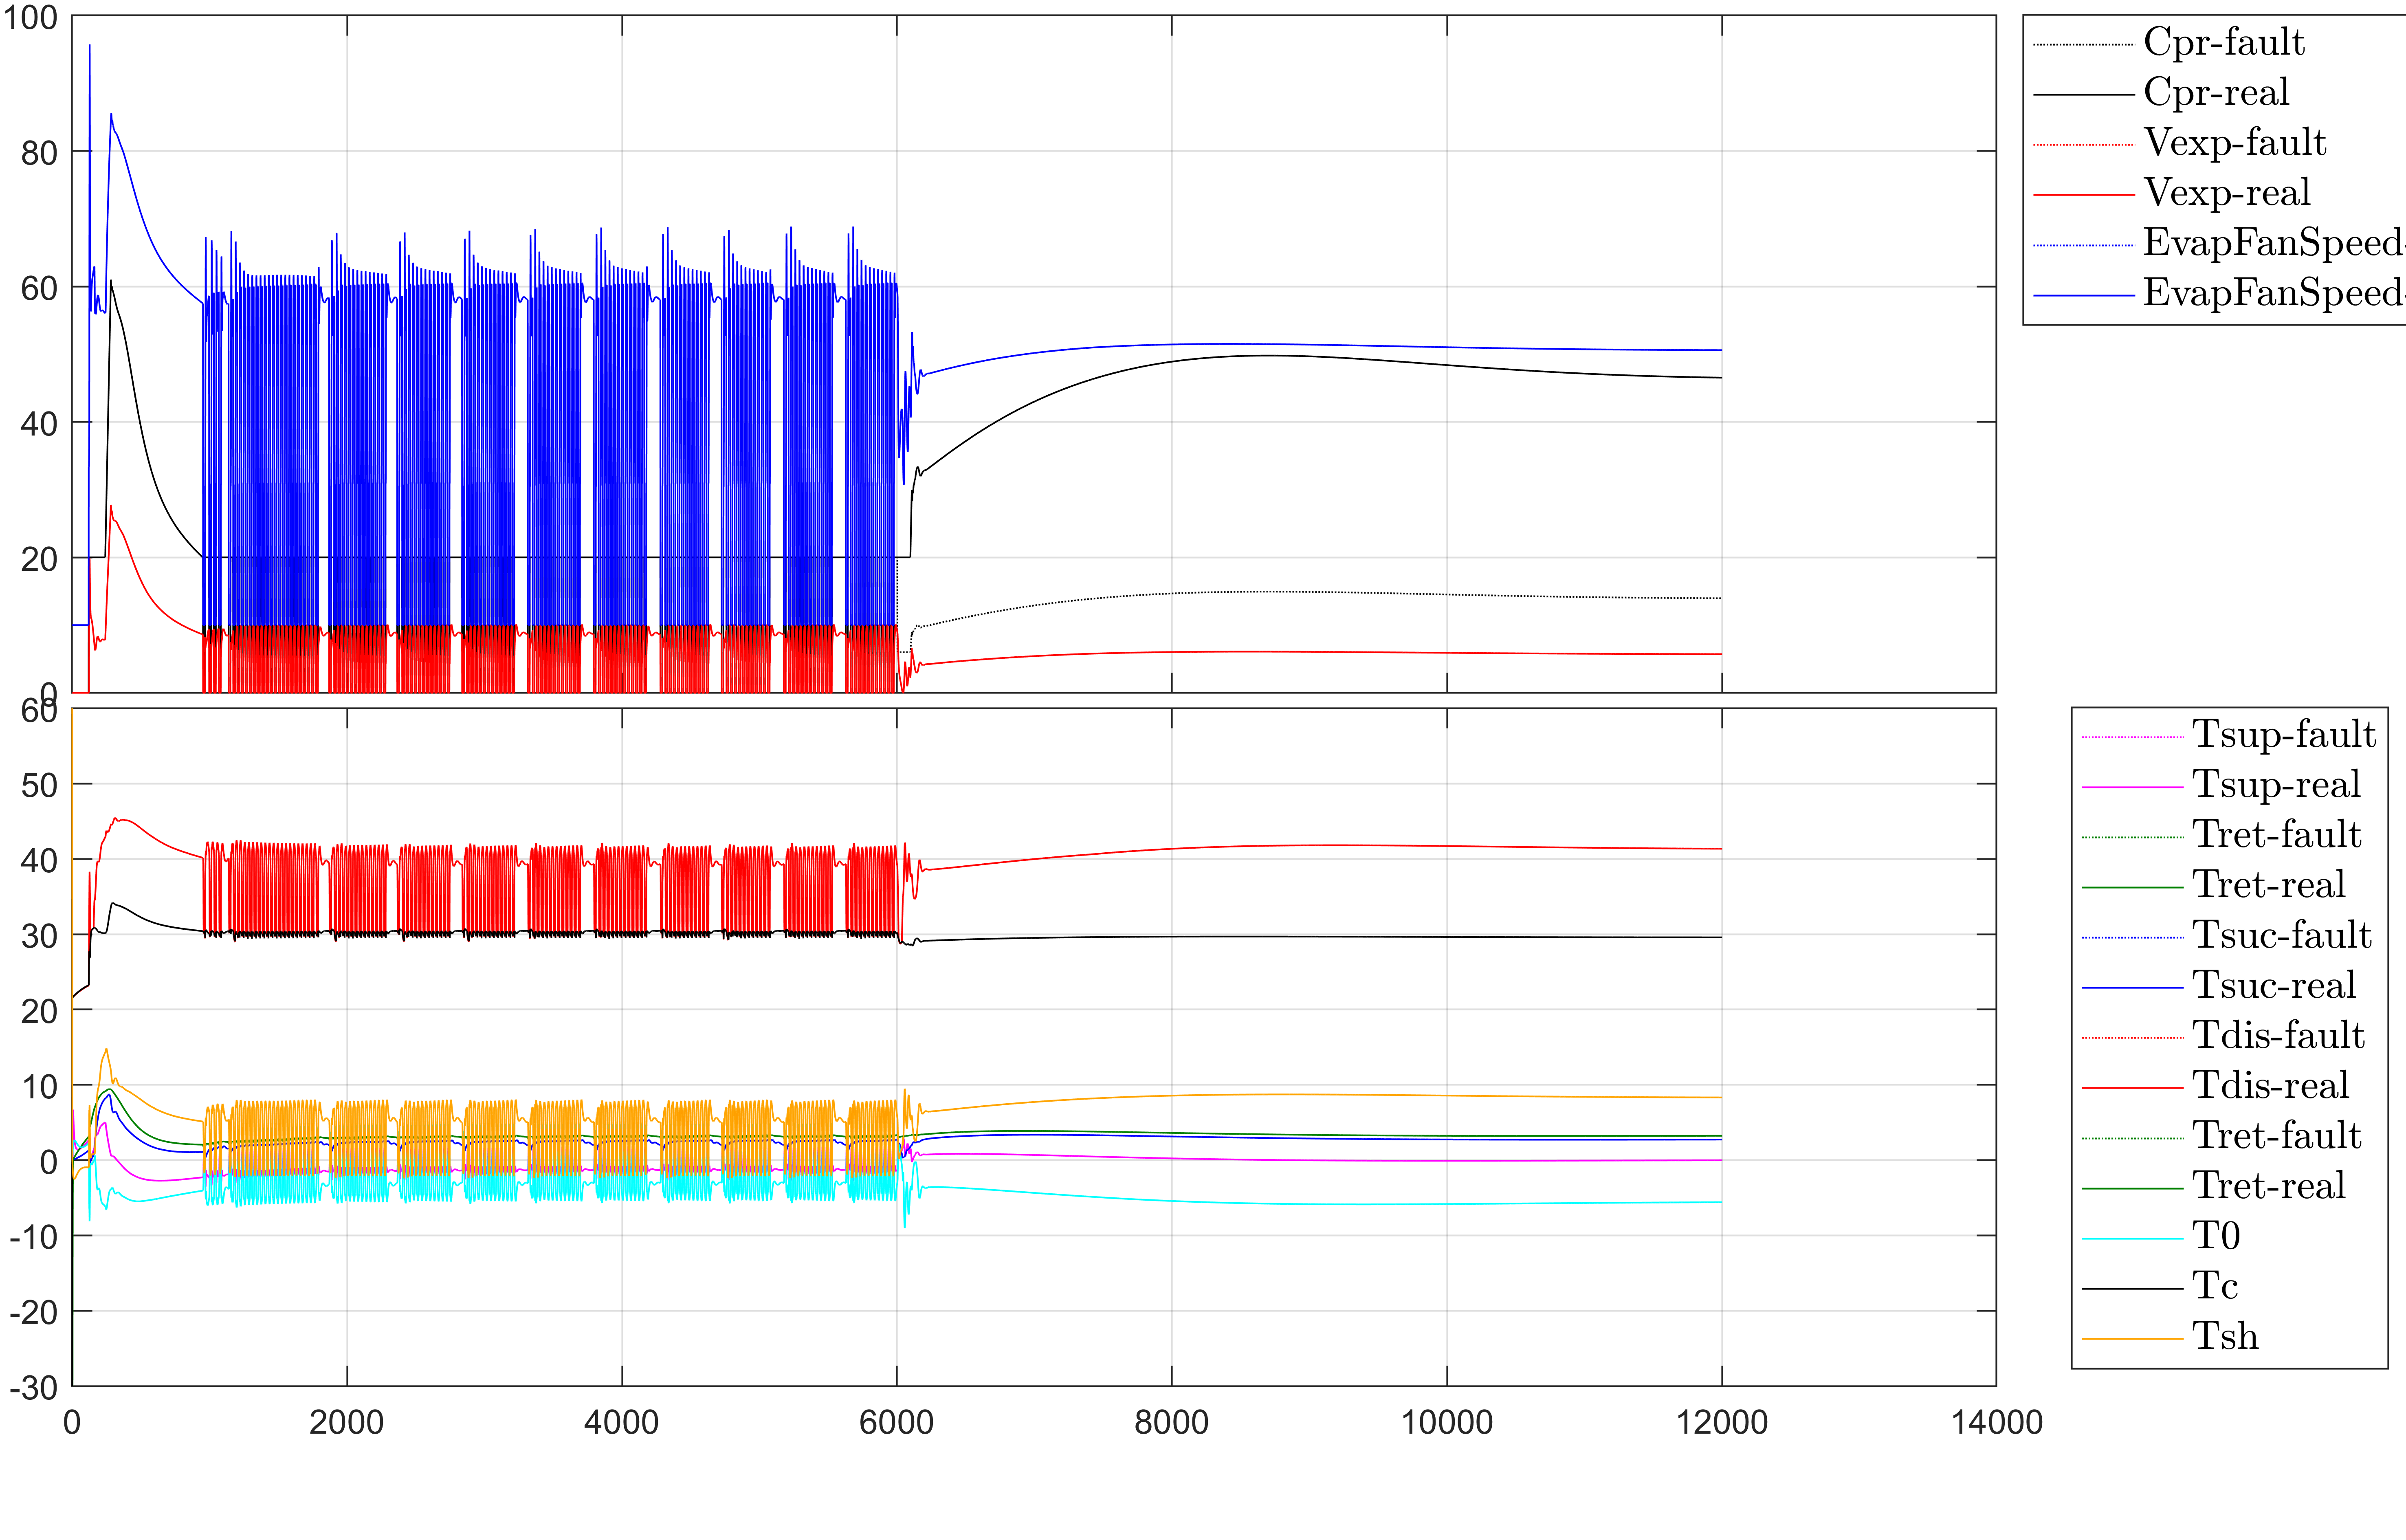 100
80
60
40
20
0
Cpr-fault
Cpr-real
Vexp-fault
Vexp-real
EvapFanSpeed-
EvapFanSpeed-
60
50
40
30
20
10
0
-10
-20
-30
0 2000 4000 6000 8000 10000 12000 14000
Tsup-fault
Tsup-real
Tret-fault
Tret-real
Tsuc-fault
Tsuc-real
Tdis-fault
Tdis-real
Tret-fault
Tret-real
T0
Tc
Tsh